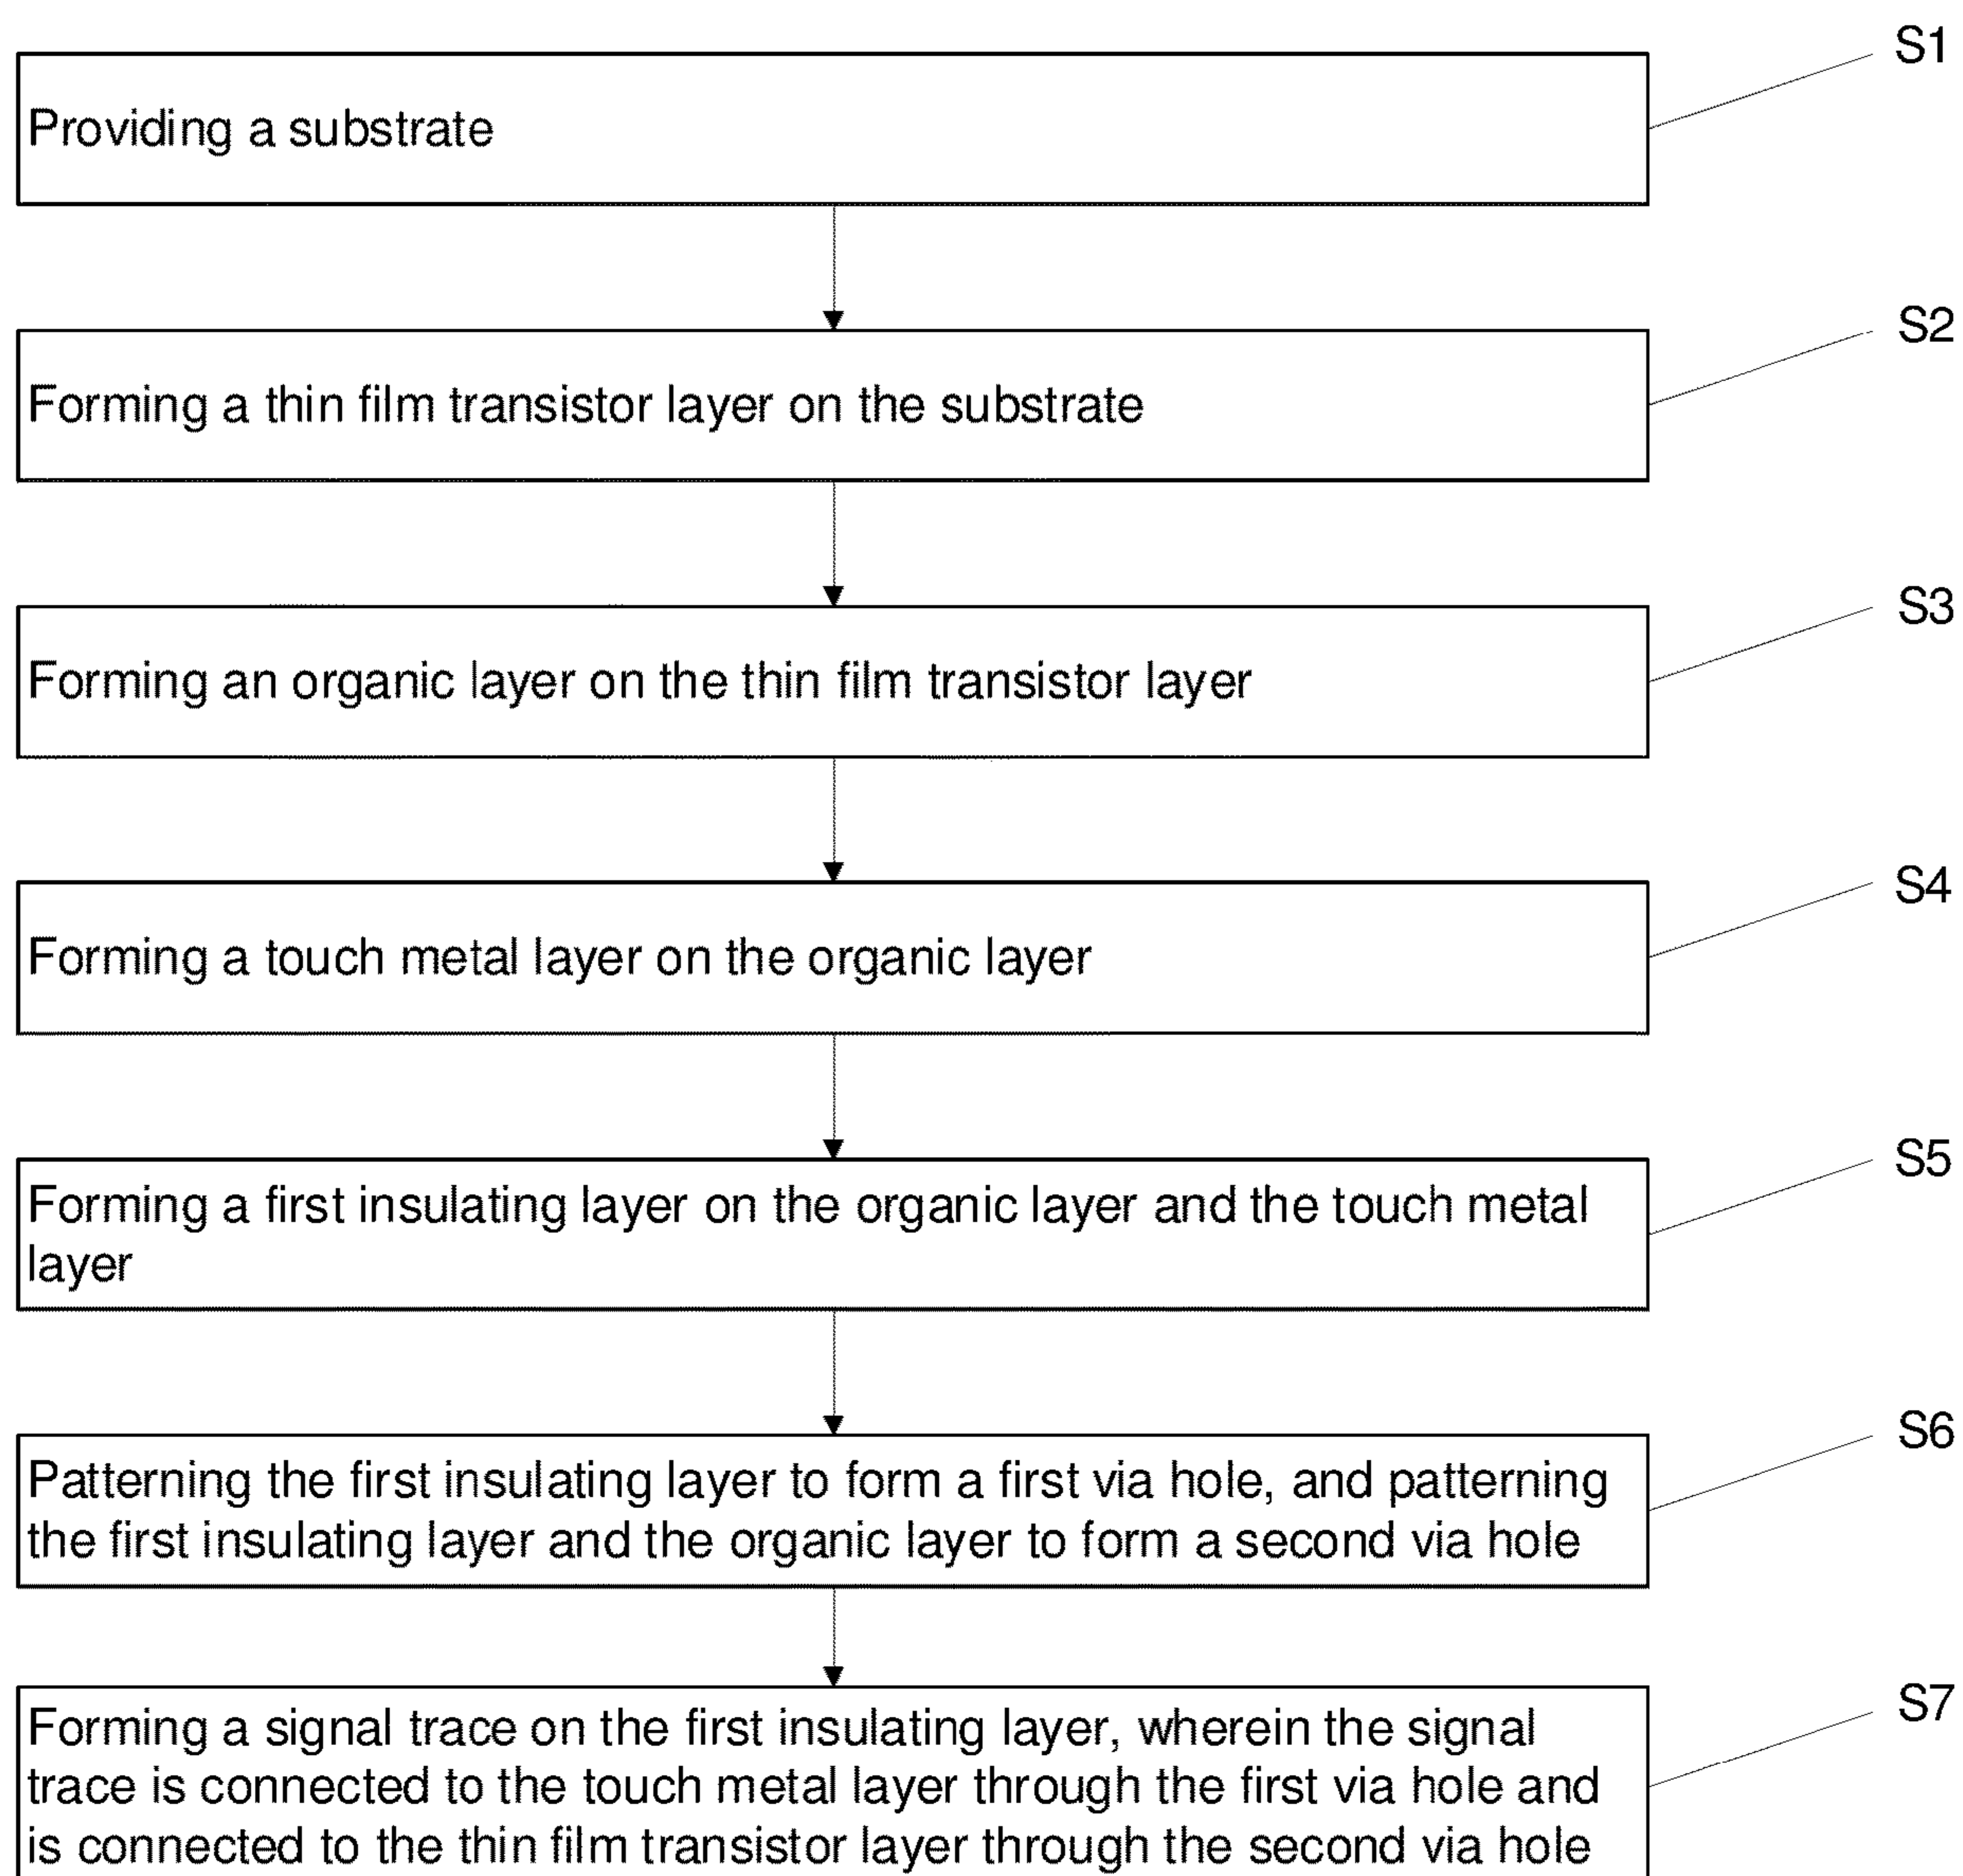 S1
Providing a substrate
S2
Forming a thin film transistor layer on the substrate
S3
Forming an organic layer on the thin film transistor layer
S4
Forming a touch metal layer on the organic layer
S5
Forming a first insulating layer on the organic layer and the touch metal
layer
S6
Patterning the first insulating layer to form a first via hole, and patterning
the first insulating layer and the organic layer to form a second via hole
S7
Forming a signal trace on the first insulating layer, wherein the signal
trace is connected to the touch metal layer through the first via hole and
is connected to the thin film transistor layer through the second via hole